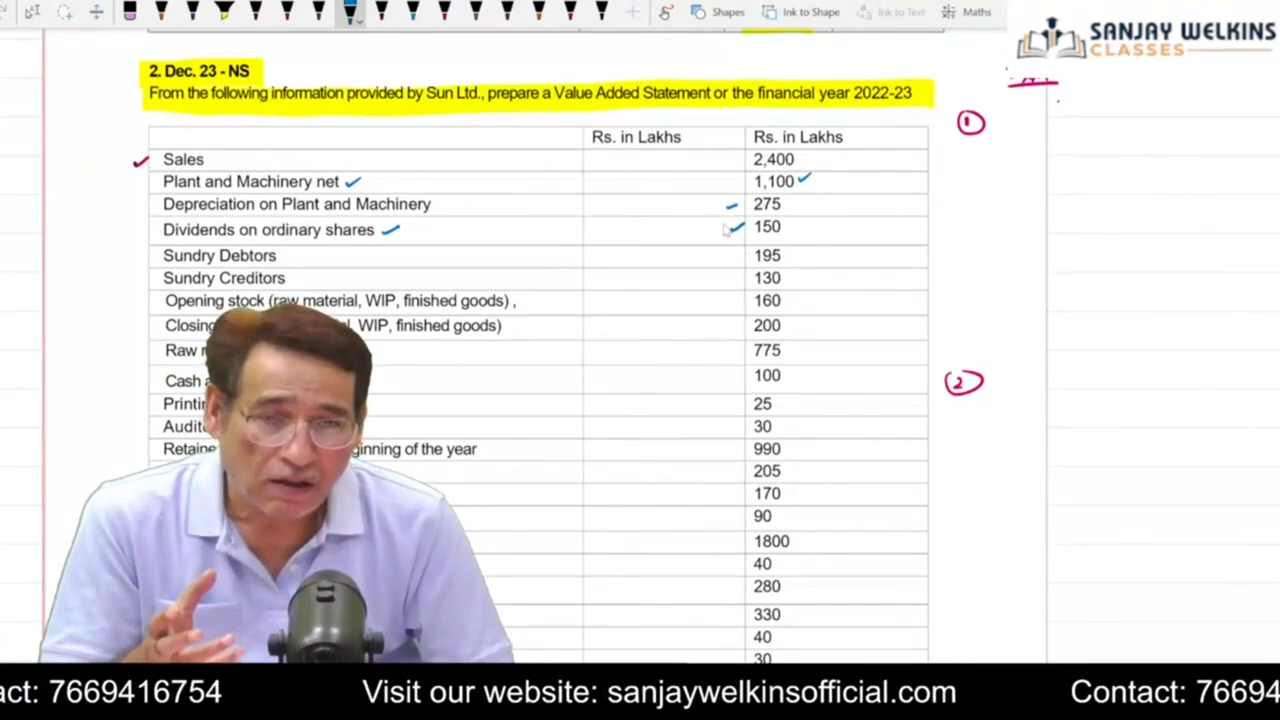 Shapes Ink to Shape Ink to Text Maths
SANJAY WELKINS
CLASSES
2. Dec. 23 - NS
From the following information provided by Sun Ltd., prepare a Value Added Statement or the financial year 2022-23
1
Rs. in Lakhs Rs. in Lakhs
Sales 2,400
Plant and Machinery net 1,100
Depreciation on Plant and Machinery 275
Dividends on ordinary shares 150
Sundry Debtors 195
Sundry Creditors 130
Opening stock (raw material, WIP, finished goods) , 160
Closing WIP, finished goods) 200
Raw 775
Cash 100
2
25
30
ginning of the year 990
205
170
90
1800
40
280
330
40
30
act: 7669416754 Visit our website: sanjaywelkinsofficial.com Contact: 76694